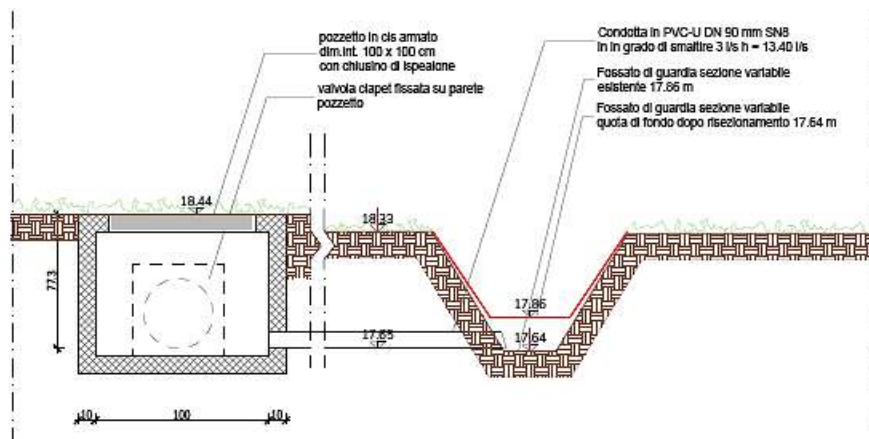 pozzetto in cls armato
dim.int. 100 x 100 cm
con chiusino di ispezione
valvola clapet fissata su parete
pozzetto
Condotta in PVC-U DN 90 mm SN8
in in grado di smaltire 3 l/s h = 13.40 l/s
Fossato di guardia sezione variabile
esistente 17.86 m
Fossato di guardia sezione variabile
quota di fondo dopo risezionamento 17.64 m
18.44
18.33
77.3
17.86
17.65
17.64
10
100
10